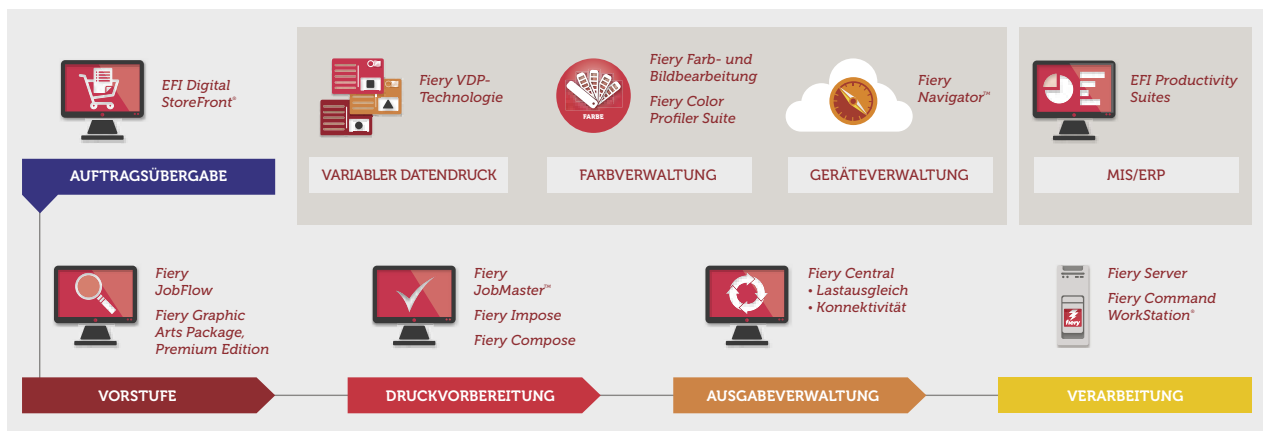 EFI Digital
StoreFront®
AUFTRAGSÜBERGABE
Fiery VDP-
Technologie
VARIABLER DATENDRUCK
FARBE
Fiery Farb- und
Bildbearbeitung
Fiery Color
Profiler Suite
FARBVERWALTUNG
Fiery
Navigator™
GERÄTEVERWALTUNG
EFI Productivity
Suites
MIS/ERP
Fiery
JobFlow
Fiery Graphic
Arts Package,
Premium Edition
VORSTUFE
Fiery
JobMaster™
Fiery Impose
Fiery Compose
DRUCKVORBEREITUNG
Fiery Central
• Lastausgleich
• Konnektivität
AUSGABEVERWALTUNG
fiery
Fiery Server
Fiery Command
WorkStation®
VERARBEITUNG